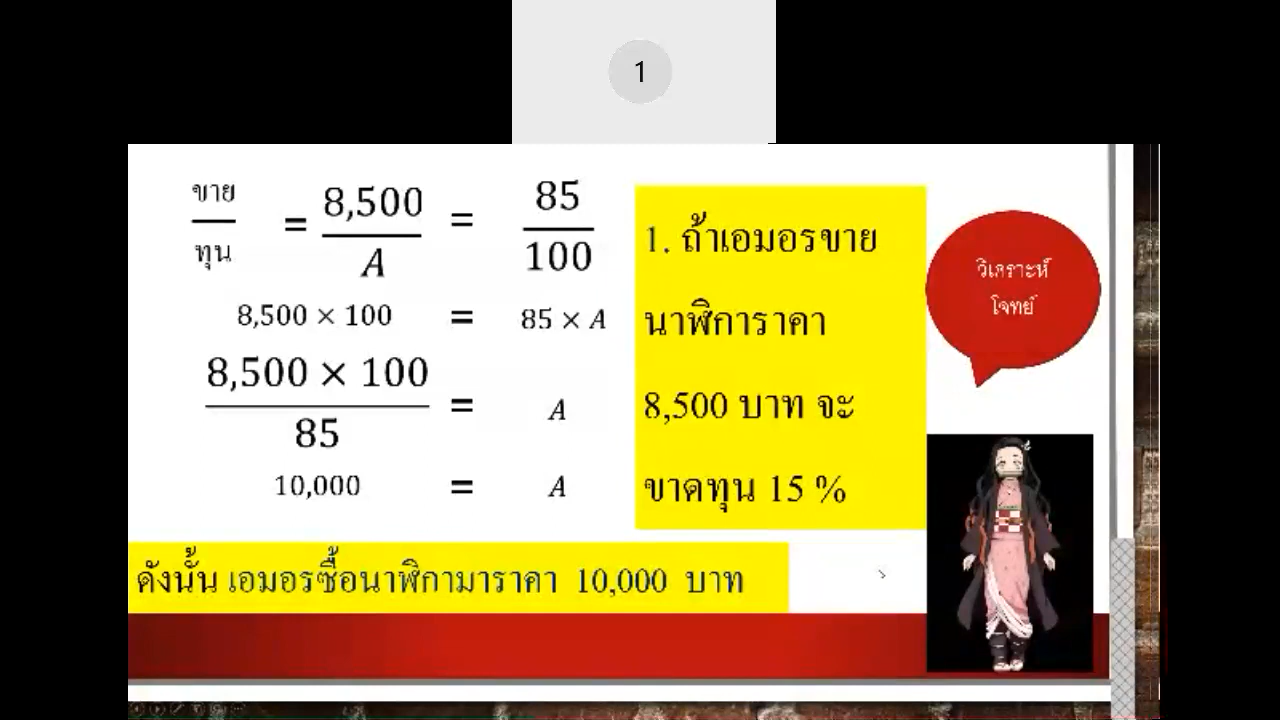 1
ขาย
ทุน
= 8,500 / A = 85 / 100
8,500 × 100 = 85 × A
8,500 × 100 / 85 = A
10,000 = A
1. ถ้าเอมอรขาย
นาฬิการาคา
8,500 บาท จะ
ขาดทุน 15 %
วิเคราะห์
โจทย์
ดังนั้น เอมอรซื้อนาฬิกามาราคา 10,000 บาท